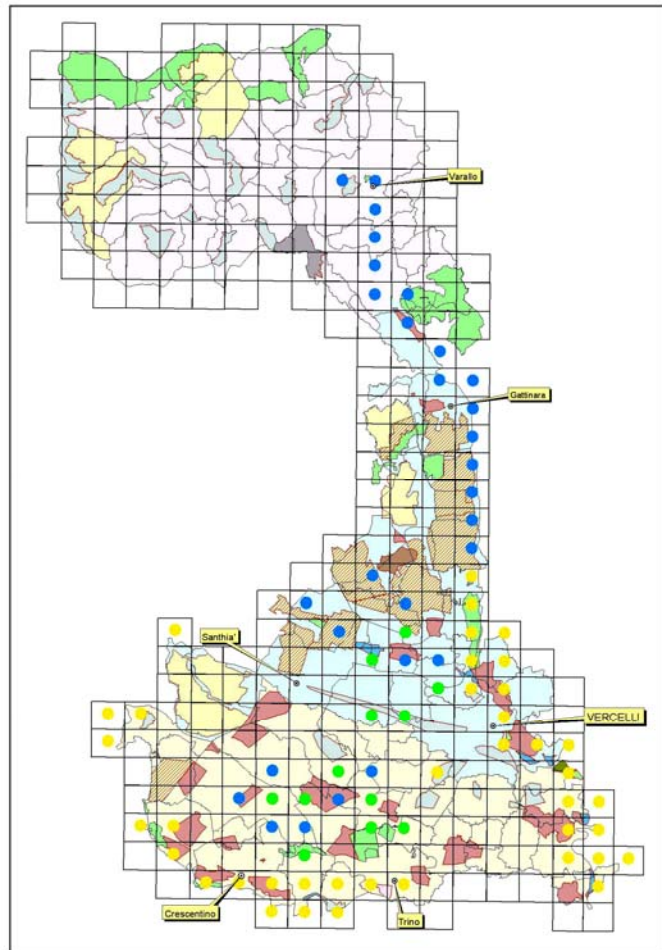 Varallo
Gattinara
Santhia'
VERCELLI
Crescentino
Trino